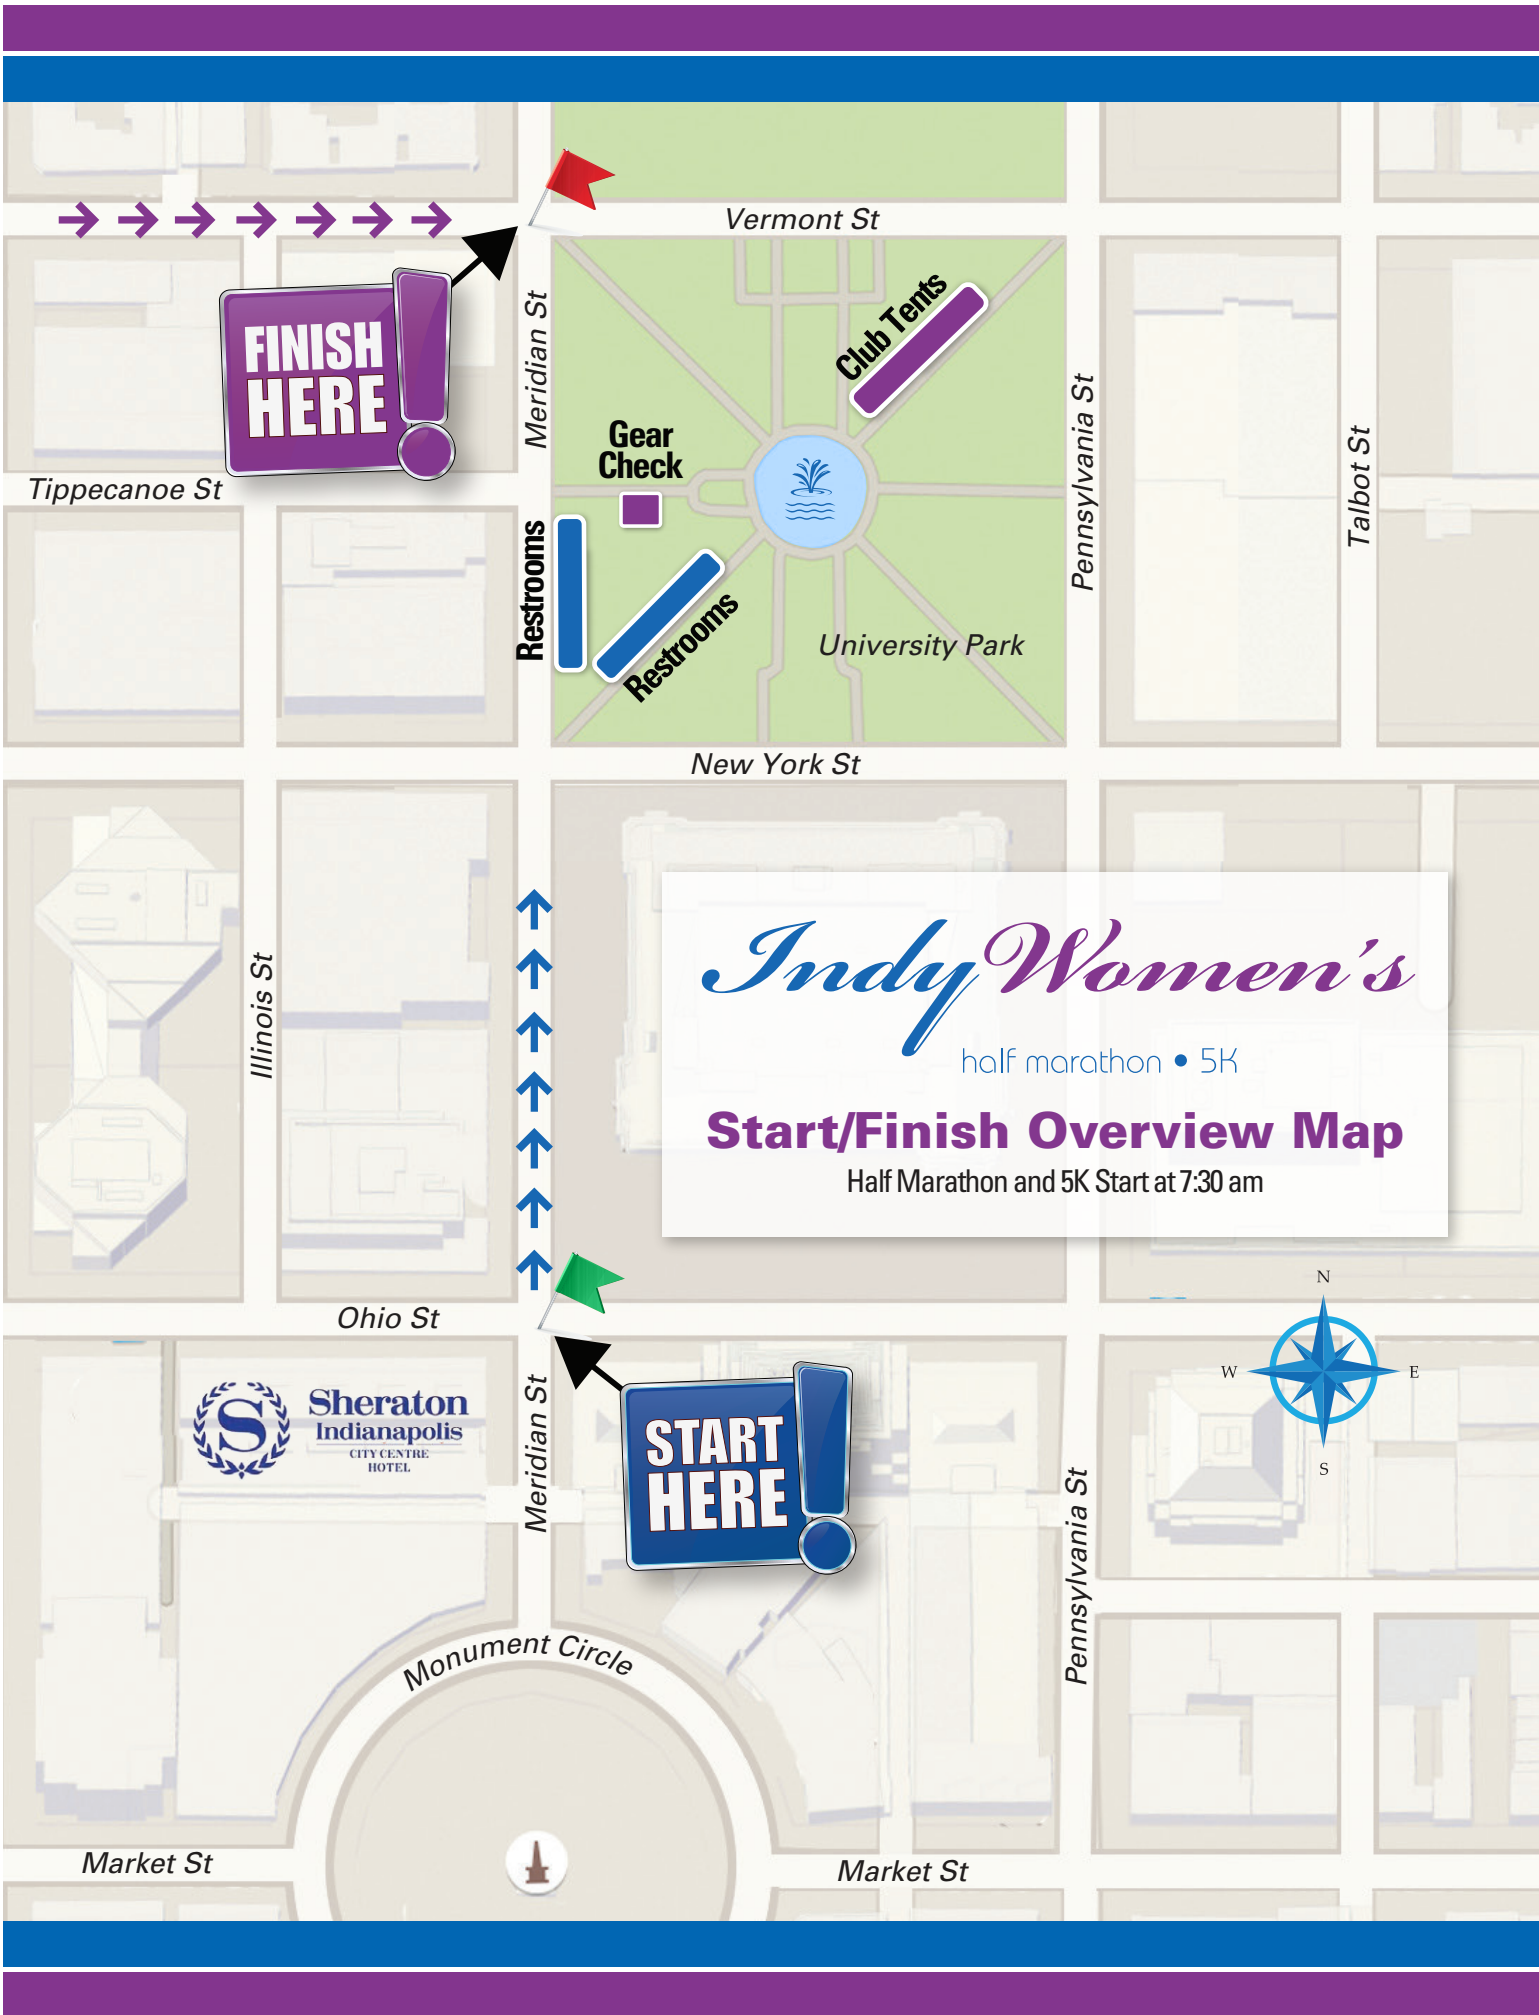 Vermont St
FINISH
HERE
Meridian St
Club Tents
Gear
Check
Pennsylvania St
Talbot St
Tippecanoe St
Restrooms
Restrooms
University Park
New York St
Illinois St
Indy Women's
half marathon • 5K
Start/Finish Overview Map
Half Marathon and 5K Start at 7:30 am
N
W
E
S
Ohio St
S
Sheraton
Indianapolis
CITY CENTRE
HOTEL
Meridian St
START
HERE
Pennsylvania St
Monument Circle
Market St
Market St